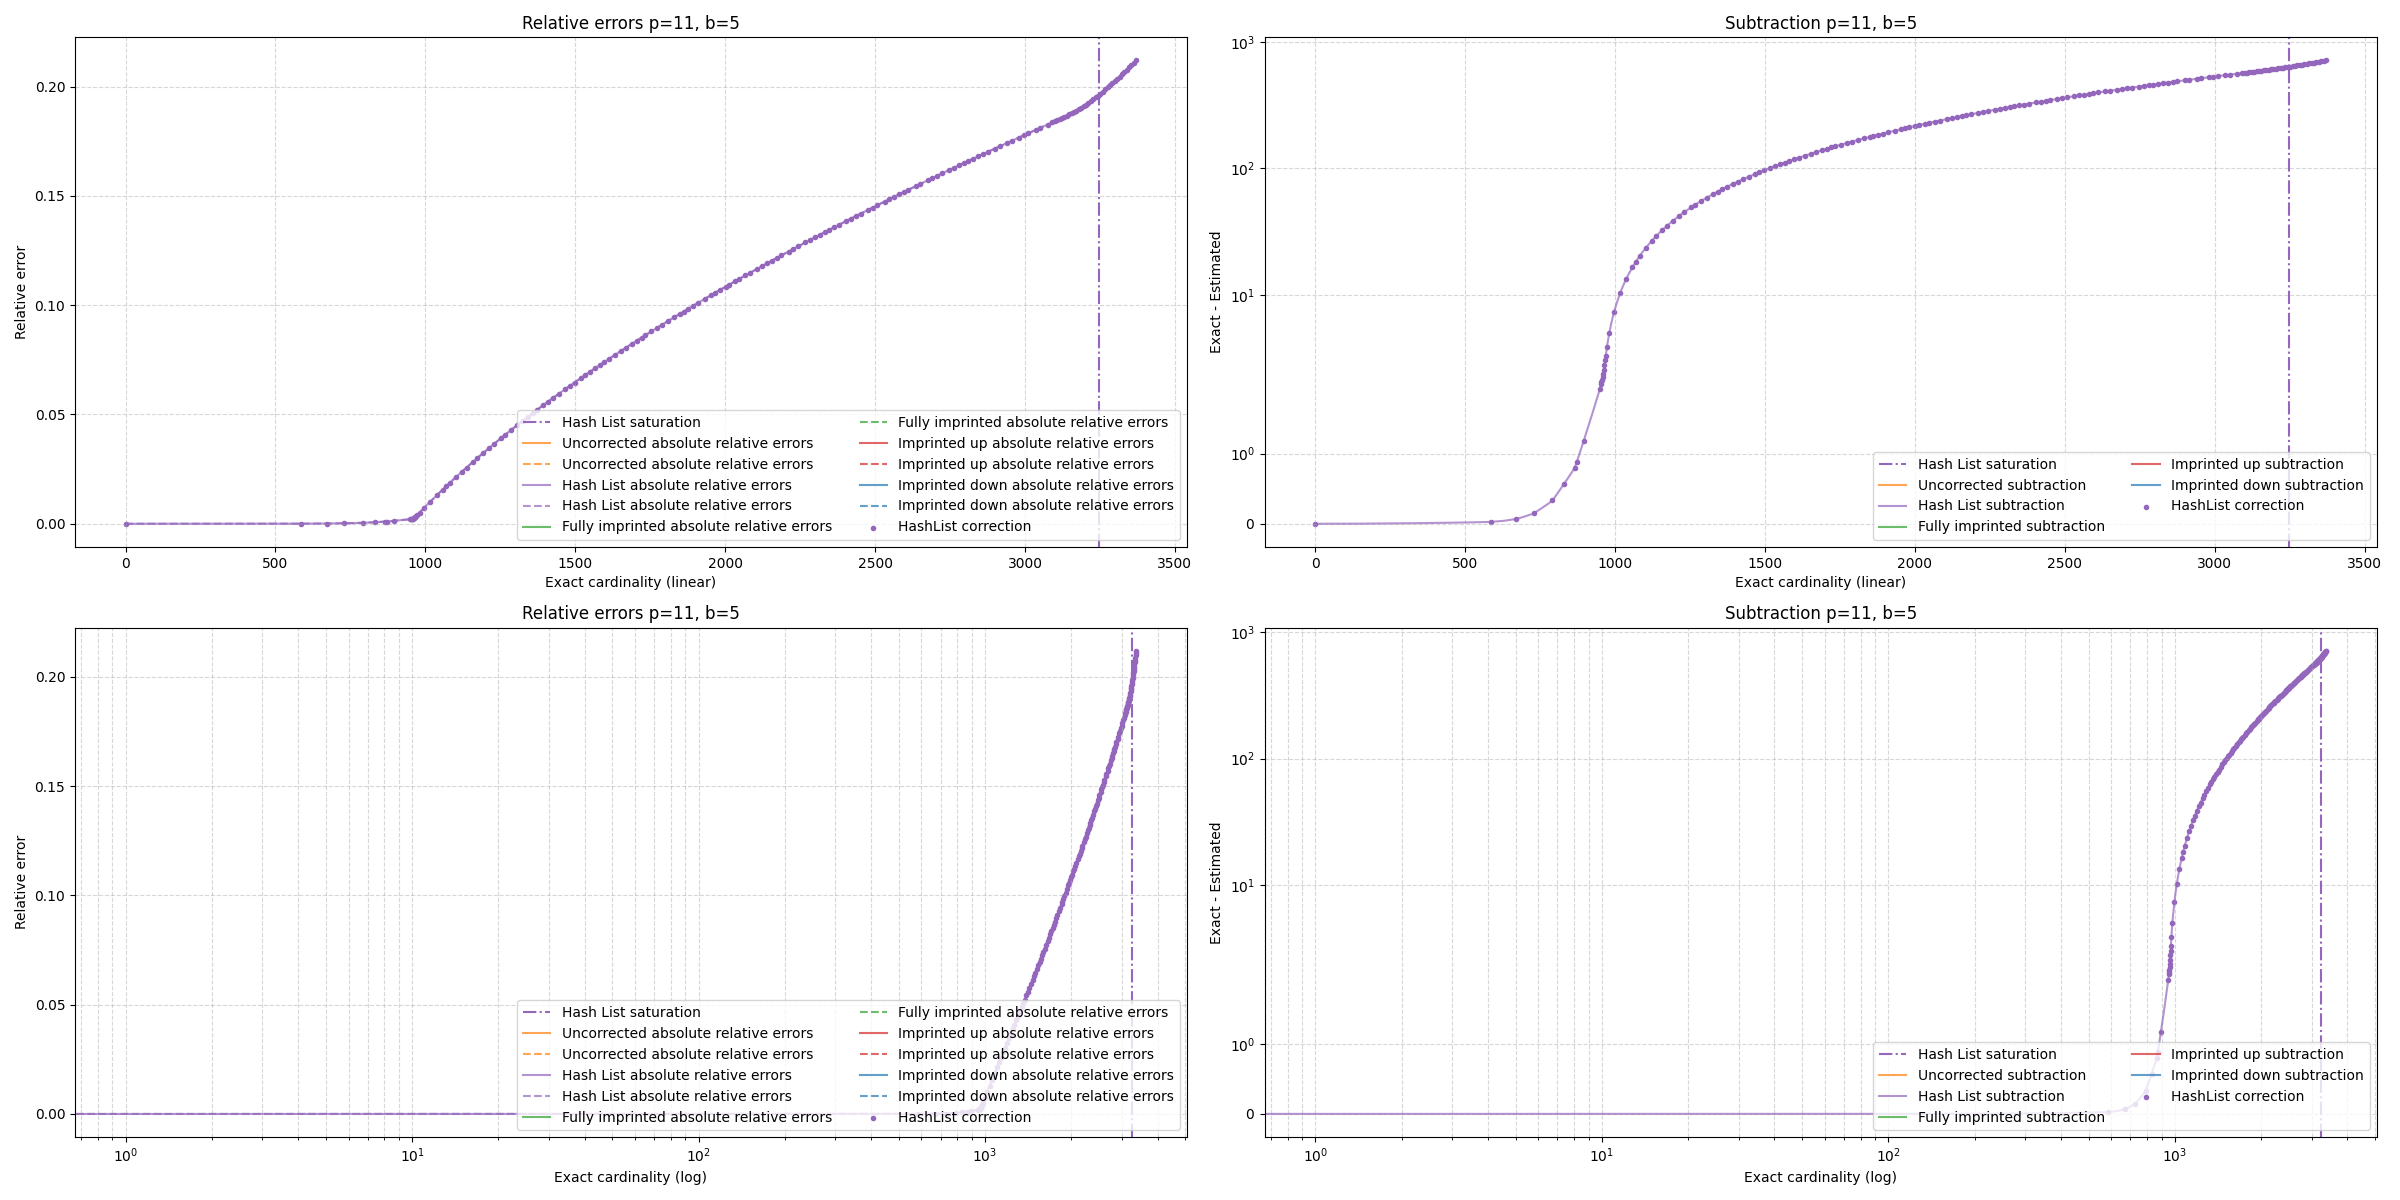 Relative errors p=11, b=5
Relative error
0.20
0.15
0.10
0.05
0.00
Hash List saturation
Uncorrected absolute relative errors
Uncorrected absolute relative errors
Hash List absolute relative errors
Hash List absolute relative errors
Fully imprinted absolute relative errors
Fully imprinted absolute relative errors
Imprinted up absolute relative errors
Imprinted up absolute relative errors
Imprinted down absolute relative errors
Imprinted down absolute relative errors
HashList correction
0 500 1000 1500 2000 2500 3000 3500
Exact cardinality (linear)
Subtraction p=11, b=5
Exact - Estimated
10³
10²
10¹
10⁰
0
Hash List saturation
Uncorrected subtraction
Hash List subtraction
Fully imprinted subtraction
Imprinted up subtraction
Imprinted down subtraction
HashList correction
0 500 1000 1500 2000 2500 3000 3500
Exact cardinality (linear)
Relative errors p=11, b=5
Relative error
0.20
0.15
0.10
0.05
0.00
Hash List saturation
Uncorrected absolute relative errors
Uncorrected absolute relative errors
Hash List absolute relative errors
Hash List absolute relative errors
Fully imprinted absolute relative errors
Fully imprinted absolute relative errors
Imprinted up absolute relative errors
Imprinted up absolute relative errors
Imprinted down absolute relative errors
Imprinted down absolute relative errors
HashList correction
10⁰ 10¹ 10² 10³
Exact cardinality (log)
Subtraction p=11, b=5
Exact - Estimated
10³
10²
10¹
10⁰
0
Hash List saturation
Uncorrected subtraction
Hash List subtraction
Fully imprinted subtraction
Imprinted up subtraction
Imprinted down subtraction
HashList correction
10⁰ 10¹ 10² 10³
Exact cardinality (log)